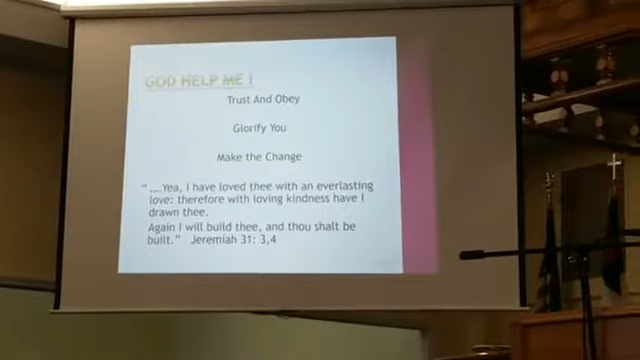 GOD HELP ME !
Trust And Obey
Glorify You
Make the Change
"....Yea, I have loved thee with an everlasting
love: therefore with loving kindness have I
drawn thee.
Again I will build thee, and thou shalt be
built." Jeremiah 31: 3,4